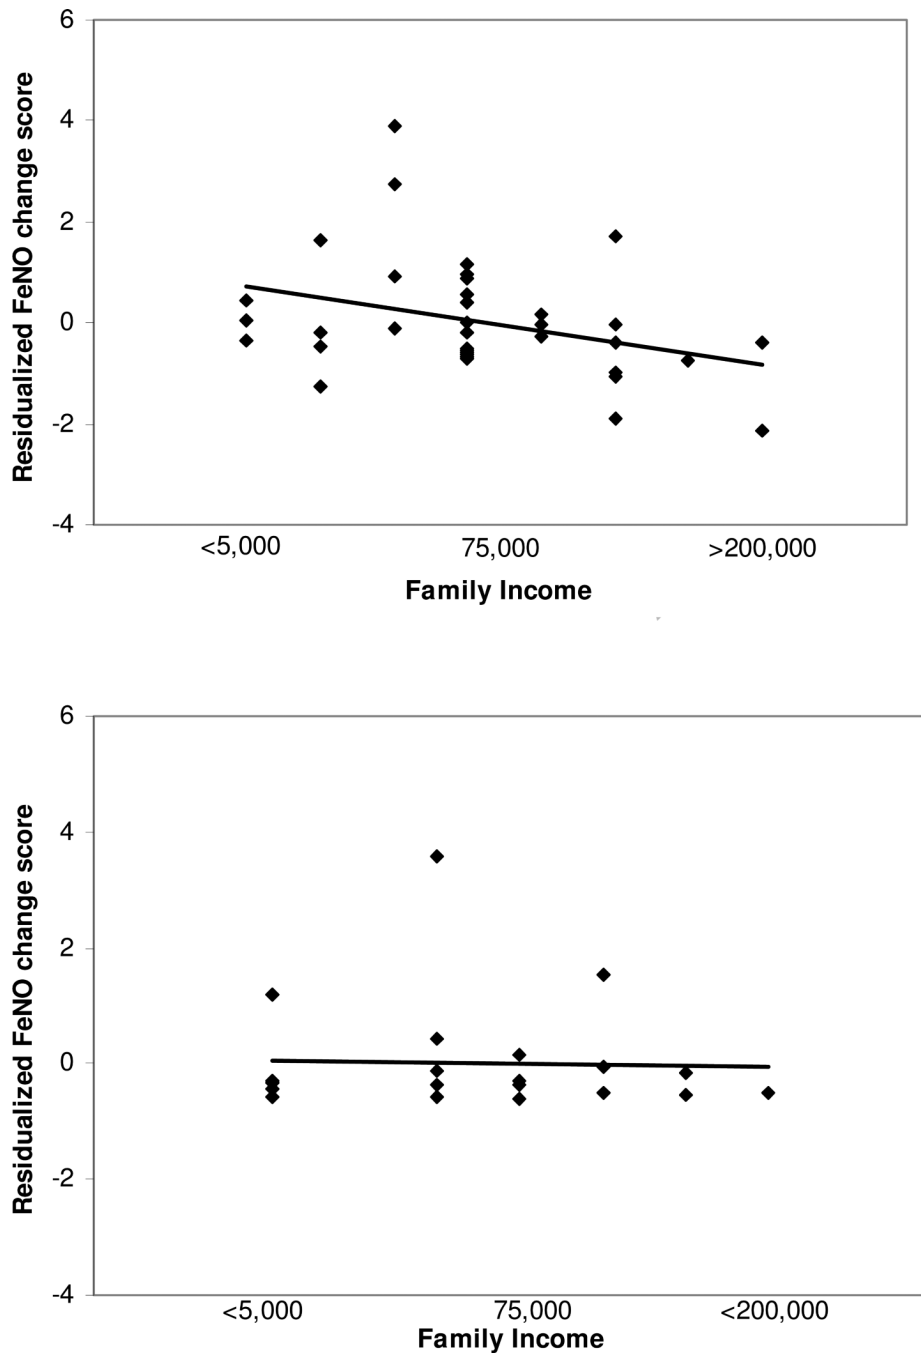 6
4
2
0
-2
-4
Residualized FeNO change score
<5,000 75,000 >200,000
Family Income
6
4
2
0
-2
-4
Residualized FeNO change score
<5,000 75,000 <200,000
Family Income